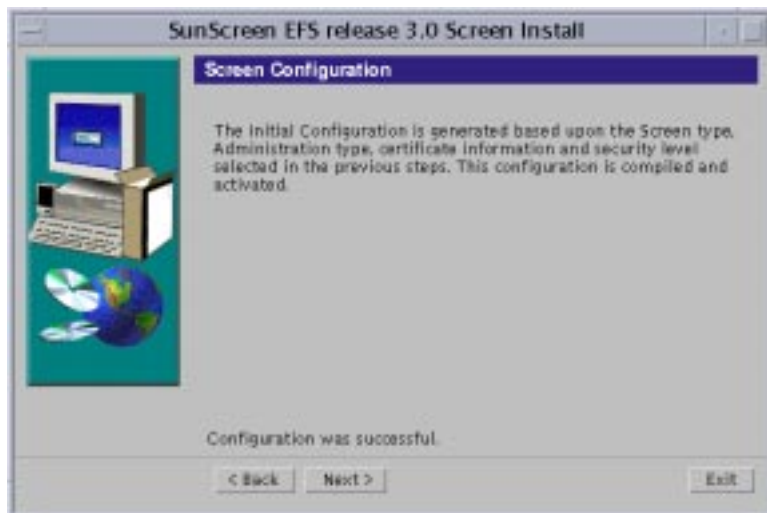 SunScreen EFS release 3.0 Screen Install
Screen Configuration
The Initial Configuration is generated based upon the Screen type,
Administration type, certificate information and security level
selected in the previous steps. This configuration is compiled and
activated.
Configuration was successful.
< Back
Next >
Exit